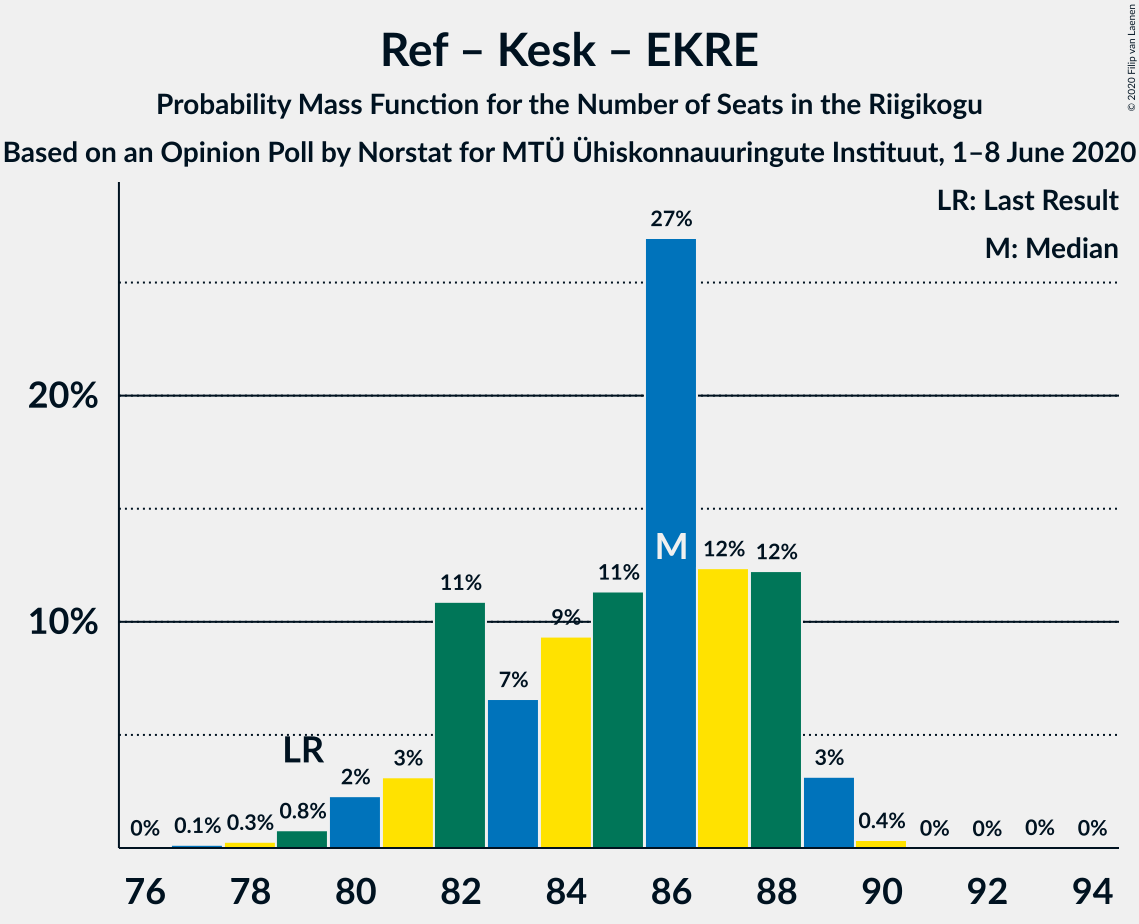 Ref – Kesk – EKRE
Probability Mass Function for the Number of Seats in the Riigikogu
Based on an Opinion Poll by Norstat for MTÜ Ühiskonnauuringute Instituut, 1–8 June 2020
© 2020 Filip van Laenen
LR: Last Result
M: Median
20%
10%
0%
0.1%
0.3%
0.8%
LR
2%
3%
11%
7%
9%
11%
27%
M
12%
12%
3%
0.4%
0%
0%
0%
0%
76 78 80 82 84 86 88 90 92 94